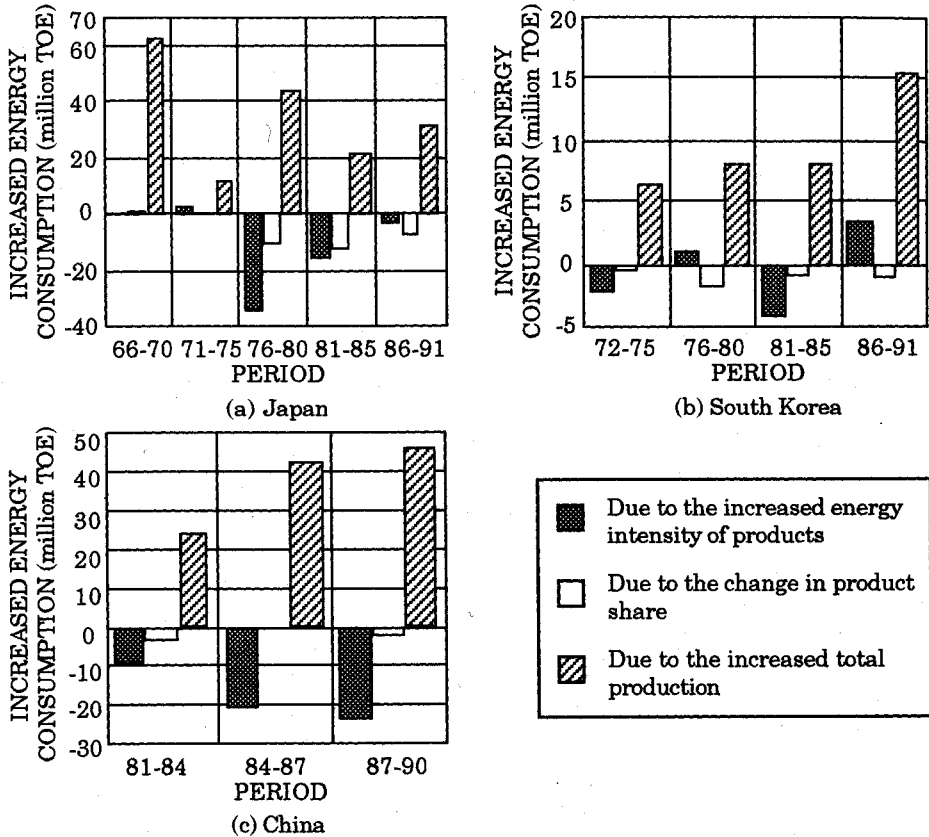 INCREASED ENERGY
CONSUMPTION (million TOE)
70
60
40
20
0
-20
-40
66-70 71-75 76-80 81-85 86-91
PERIOD
(a) Japan
INCREASED ENERGY
CONSUMPTION (million TOE)
20
15
10
5
0
-5
72-75 76-80 81-85 86-91
PERIOD
(b) South Korea
INCREASED ENERGY
CONSUMPTION (million TOE)
50
40
30
20
10
0
-10
-20
-30
81-84 84-87 87-90
PERIOD
(c) China
Due to the increased energy
intensity of products
Due to the change in product
share
Due to the increased total
production